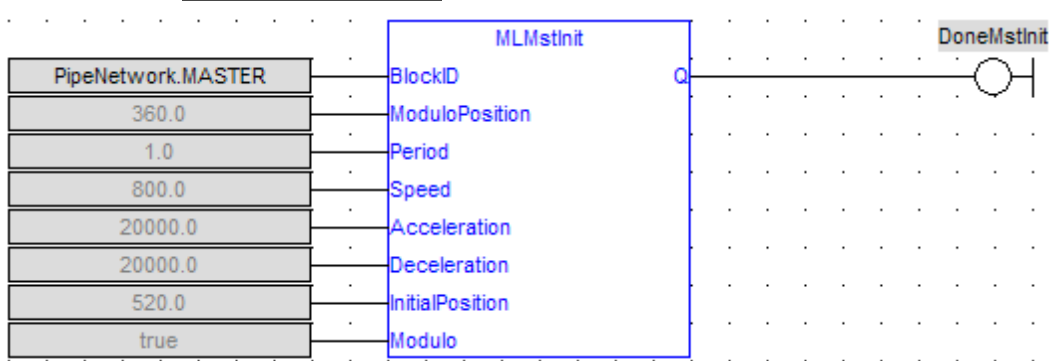 MLMstInit
DoneMstInit
PipeNetwork.MASTER BlockID Q
360.0 ModuloPosition
1.0 Period
800.0 Speed
20000.0 Acceleration
20000.0 Deceleration
520.0 InitialPosition
true Modulo